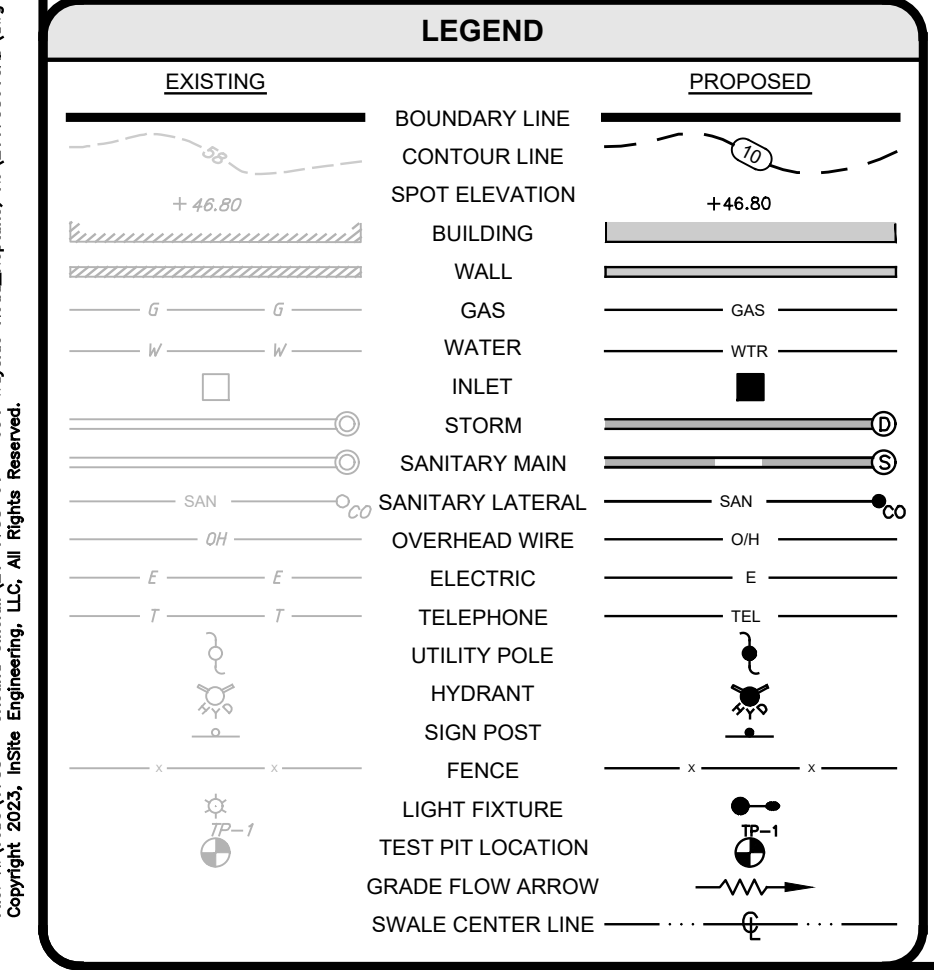 LEGEND
EXISTING PROPOSED
BOUNDARY LINE
58 CONTOUR LINE 10
+ 46.80 SPOT ELEVATION +46.80
BUILDING
WALL
G G GAS GAS
W W WATER WTR
INLET
STORM D
SANITARY MAIN S
SAN CO SANITARY LATERAL SAN CO
OH OVERHEAD WIRE O/H
E E ELECTRIC E
T T TELEPHONE TEL
UTILITY POLE
HYD HYDRANT HYD
SIGN POST
x x FENCE x x
LIGHT FIXTURE
TP-1 TEST PIT LOCATION TP-1
GRADE FLOW ARROW
SWALE CENTER LINE CL
Copyright 2023, InSite Engineering, LLC, All Rights Reserved.